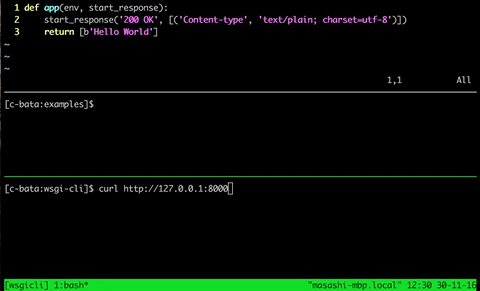 1 def app(env, start_response):
2     start_response('200 OK', [('Content-type', 'text/plain; charset=utf-8')])
3     return [b'Hello World']
~
~
~
1,1 All
[c-bata:examples]$
[c-bata:wsgi-cli]$ curl http://127.0.0.1:8000
[wsgicli] 1:bash* "masashi-mbp.local" 12:30 30-11-16